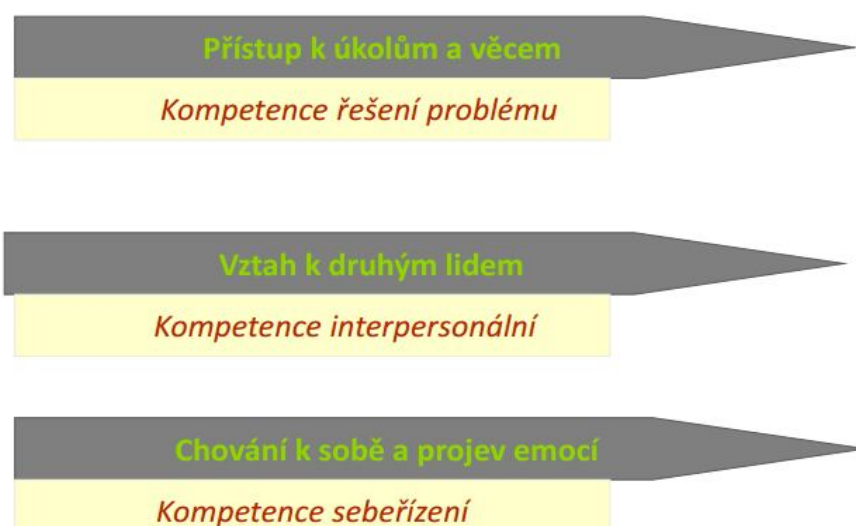 Přístup k úkolům a věcem
Kompetence řešení problému
Vztah k druhým lidem
Kompetence interpersonální
Chování k sobě a projev emocí
Kompetence sebeřízení